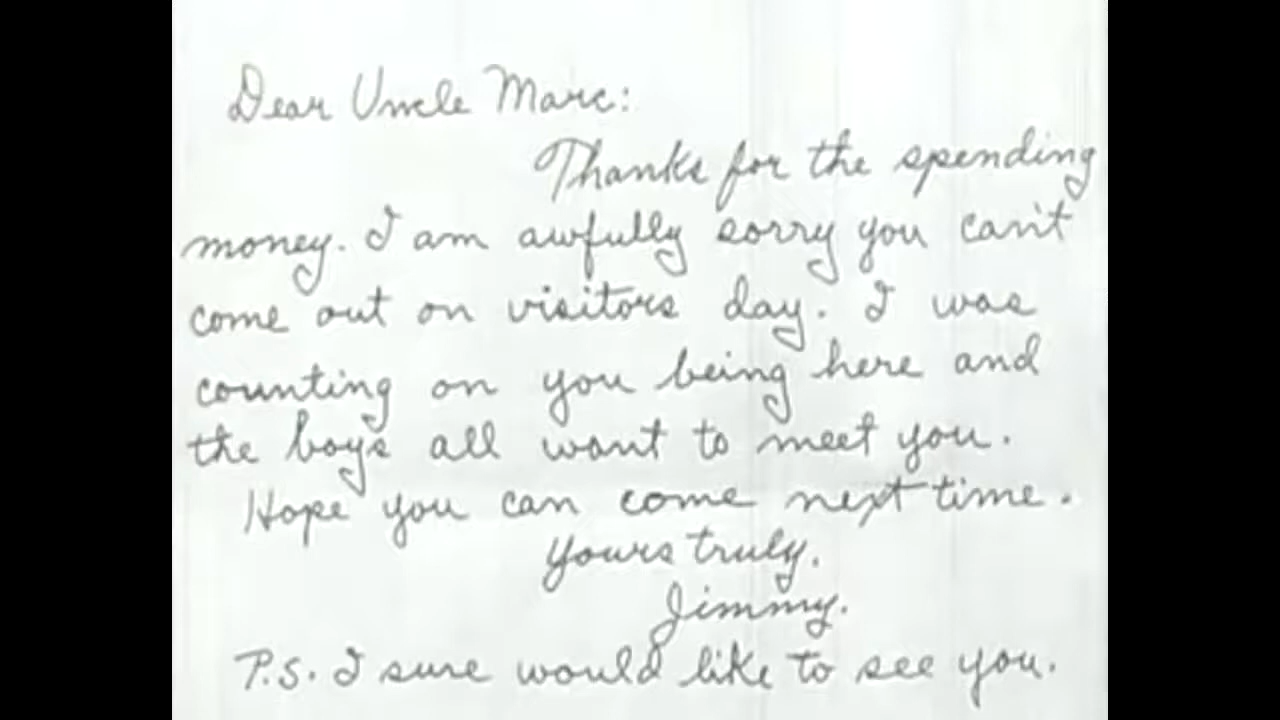 Dear Uncle Marc:
Thanks for the spending
money. I am awfully sorry you can't
come out on visitors day. I was
counting on you being here and
the boys all want to meet you.
Hope you can come next time.
Yours truly.
Jimmy.
P.S. I sure would like to see you.